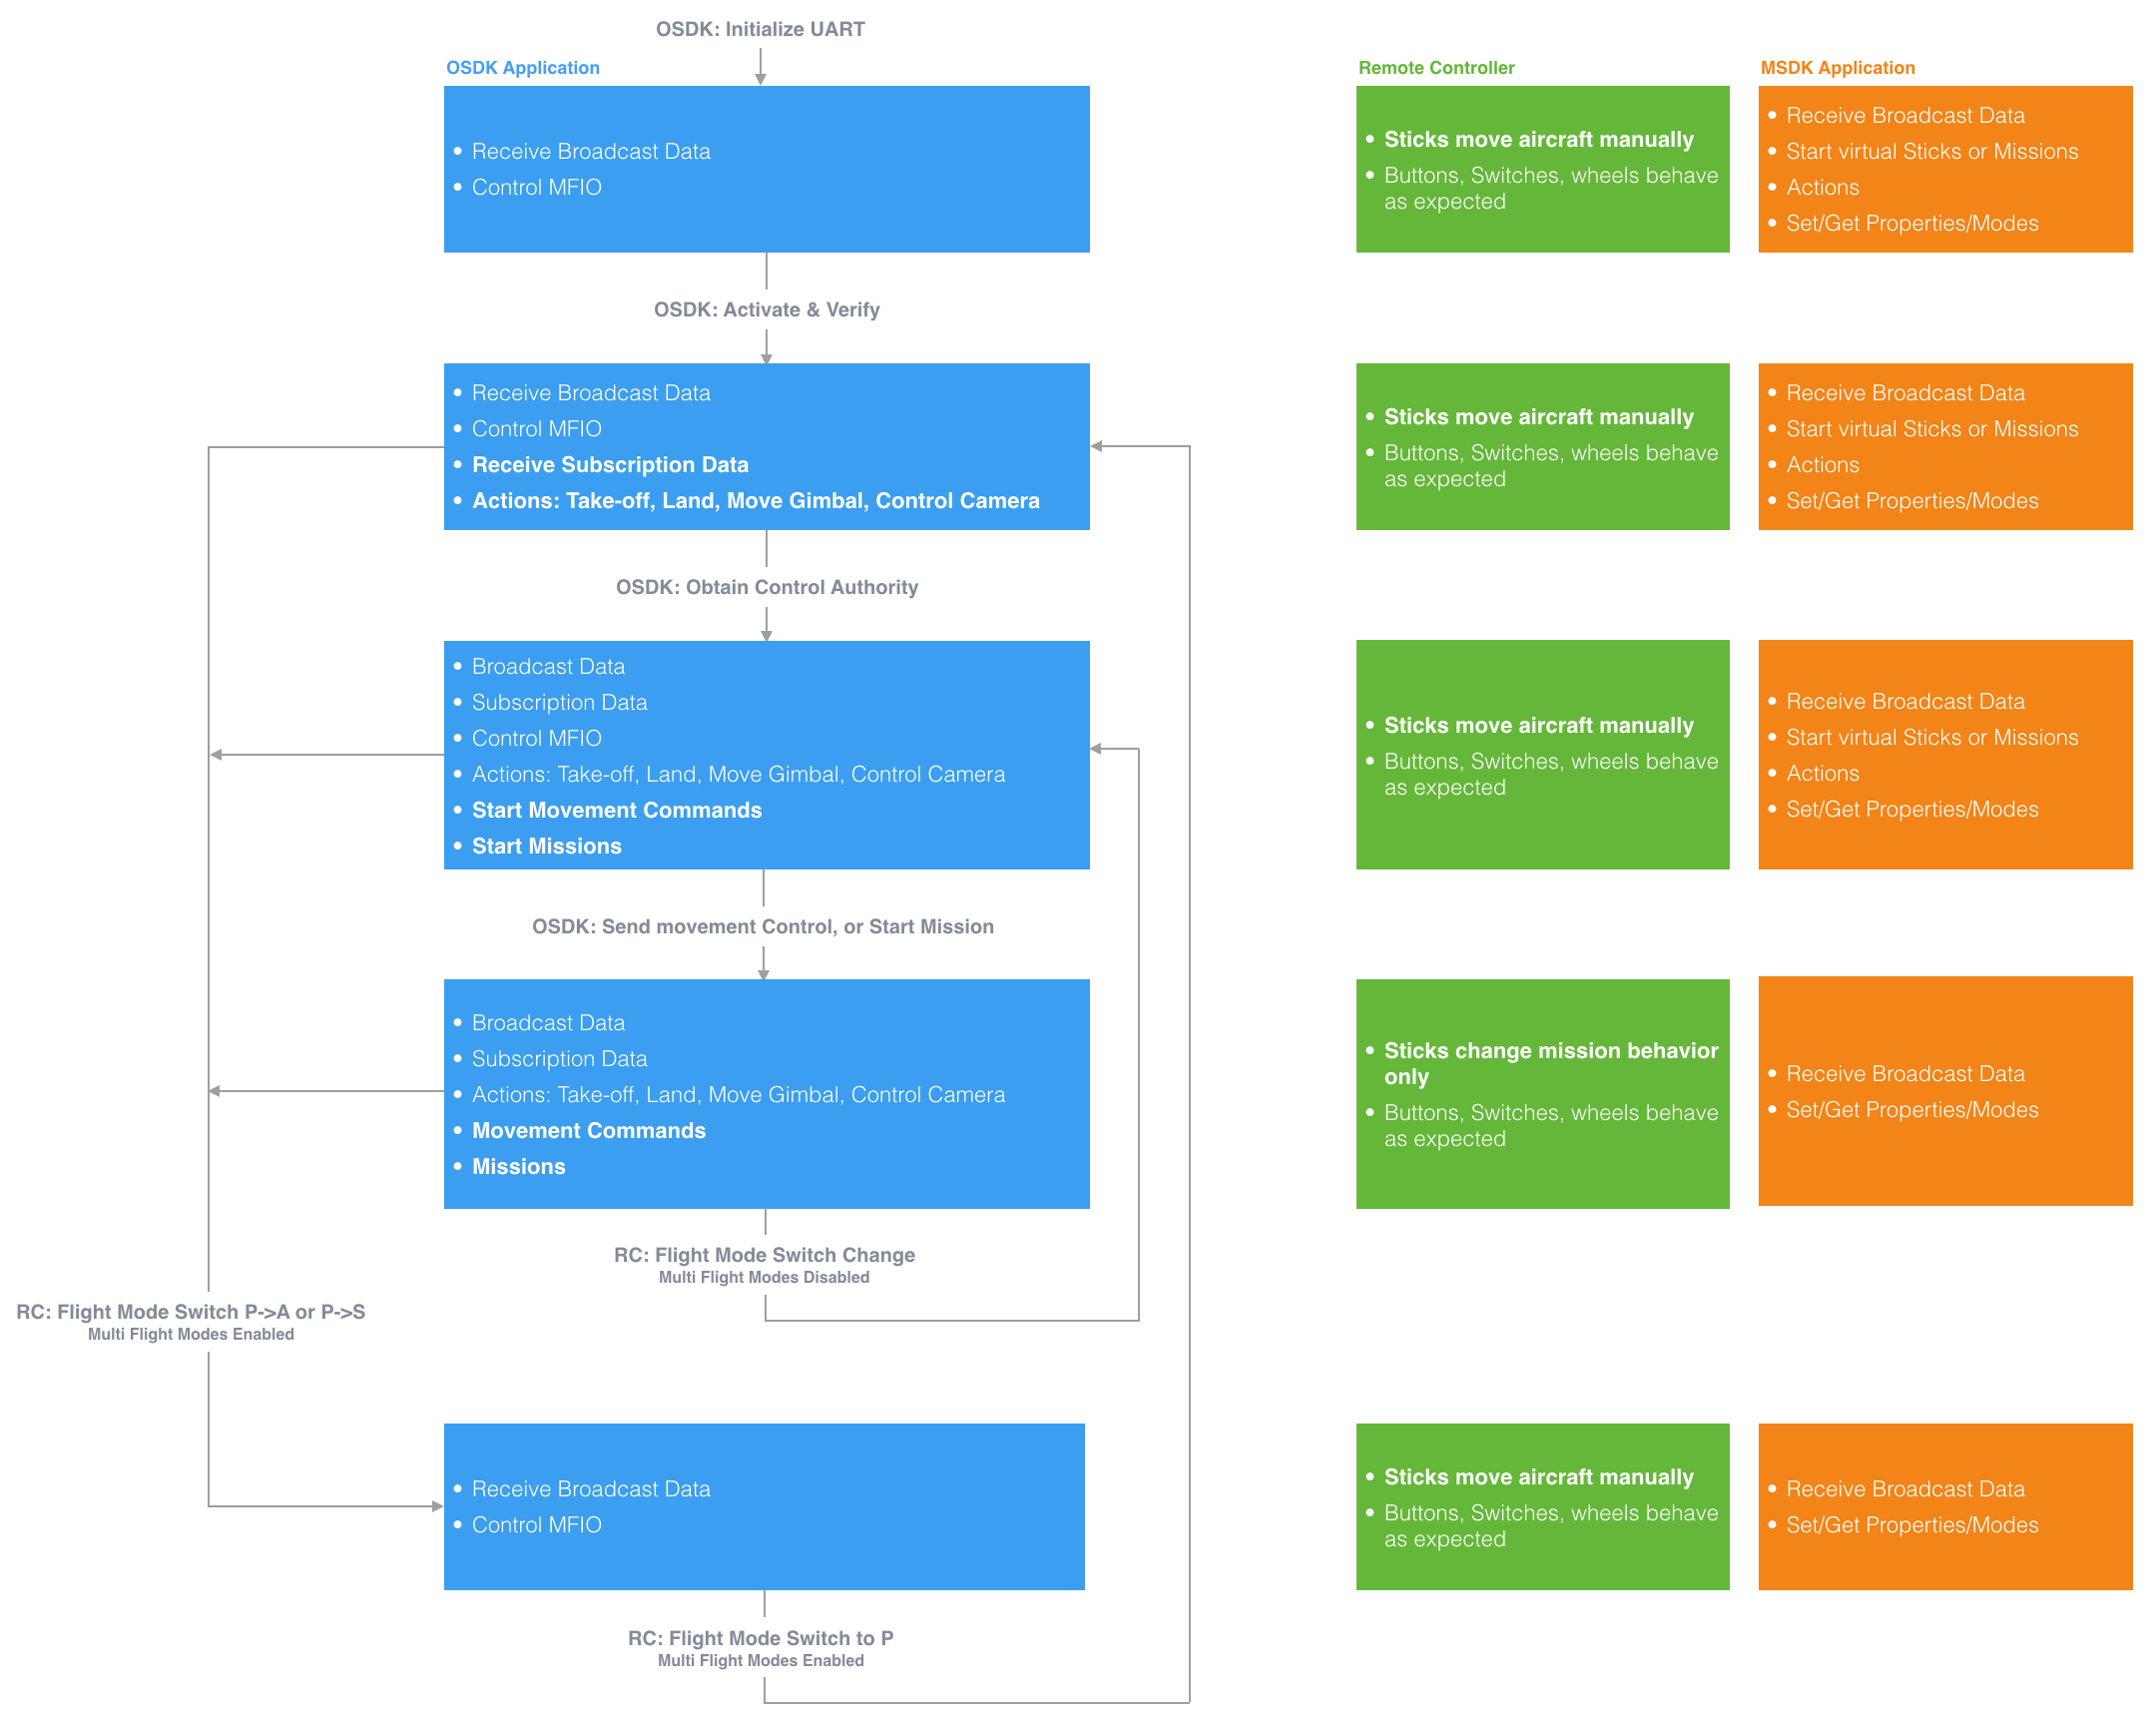 OSDK: Initialize UART
OSDK Application
Remote Controller
MSDK Application
• Receive Broadcast Data
• Control MFIO
• Sticks move aircraft manually
• Buttons, Switches, wheels behave
as expected
• Receive Broadcast Data
• Start virtual Sticks or Missions
• Actions
• Set/Get Properties/Modes
OSDK: Activate & Verify
• Receive Broadcast Data
• Control MFIO
• Receive Subscription Data
• Actions: Take-off, Land, Move Gimbal, Control Camera
• Sticks move aircraft manually
• Buttons, Switches, wheels behave
as expected
• Receive Broadcast Data
• Start virtual Sticks or Missions
• Actions
• Set/Get Properties/Modes
OSDK: Obtain Control Authority
• Broadcast Data
• Subscription Data
• Control MFIO
• Actions: Take-off, Land, Move Gimbal, Control Camera
• Start Movement Commands
• Start Missions
• Sticks move aircraft manually
• Buttons, Switches, wheels behave
as expected
• Receive Broadcast Data
• Start virtual Sticks or Missions
• Actions
• Set/Get Properties/Modes
OSDK: Send movement Control, or Start Mission
• Broadcast Data
• Subscription Data
• Actions: Take-off, Land, Move Gimbal, Control Camera
• Movement Commands
• Missions
• Sticks change mission behavior
only
• Buttons, Switches, wheels behave
as expected
• Receive Broadcast Data
• Set/Get Properties/Modes
RC: Flight Mode Switch Change
Multi Flight Modes Disabled
RC: Flight Mode Switch P->A or P->S
Multi Flight Modes Enabled
• Receive Broadcast Data
• Control MFIO
• Sticks move aircraft manually
• Buttons, Switches, wheels behave
as expected
• Receive Broadcast Data
• Set/Get Properties/Modes
RC: Flight Mode Switch to P
Multi Flight Modes Enabled